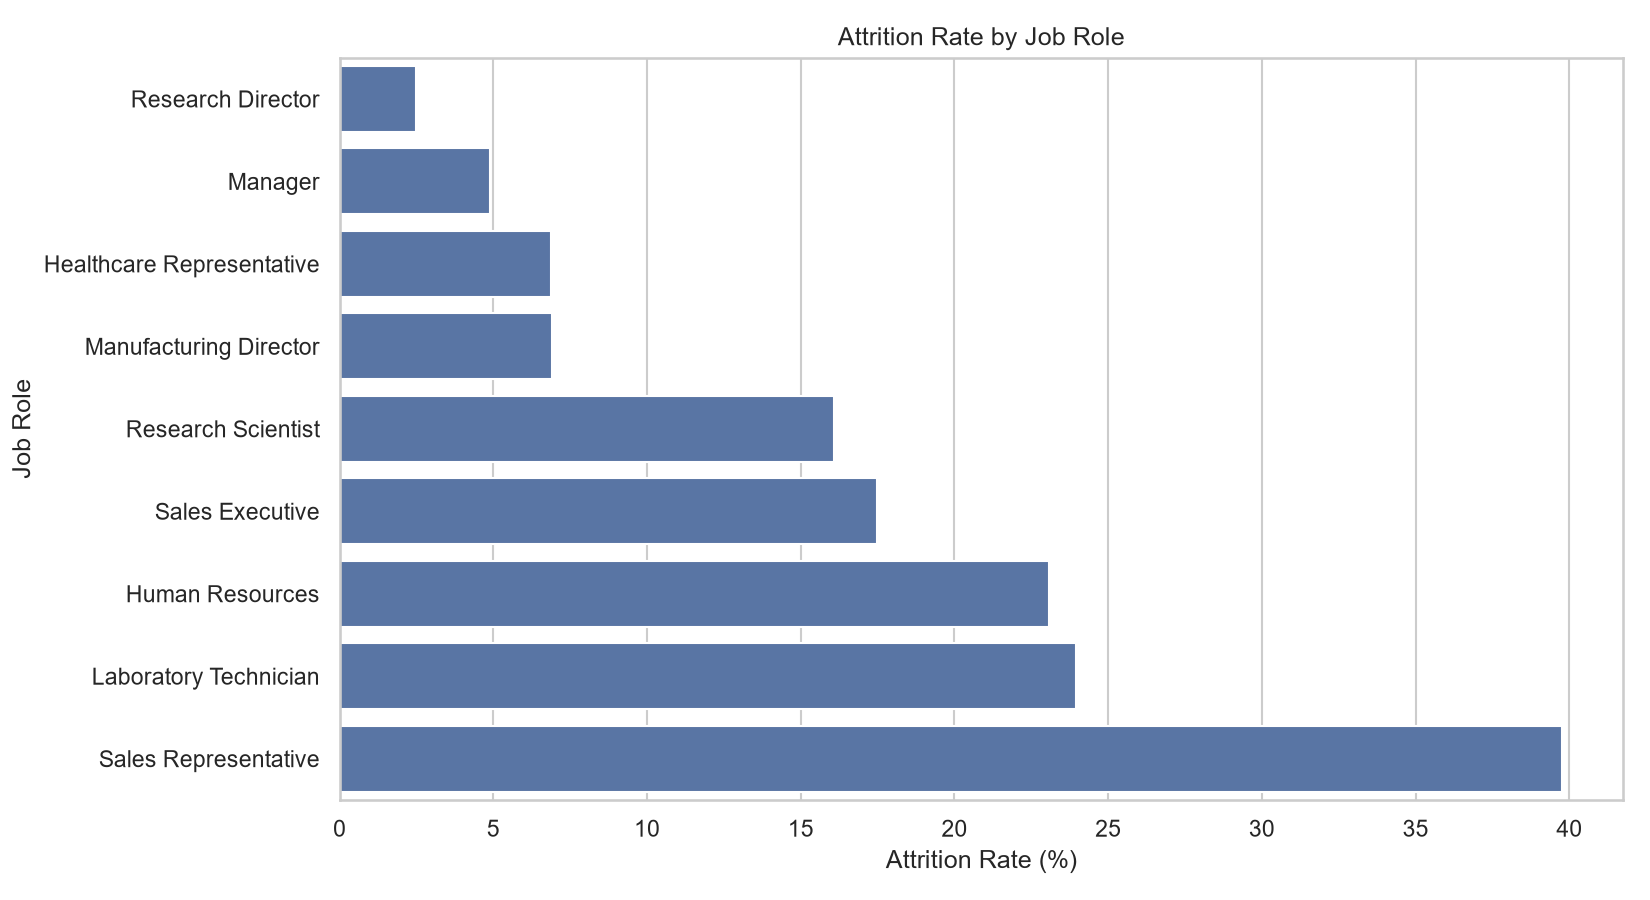 Attrition Rate by Job Role
Job Role
Research Director
Manager
Healthcare Representative
Manufacturing Director
Research Scientist
Sales Executive
Human Resources
Laboratory Technician
Sales Representative
0 5 10 15 20 25 30 35 40
Attrition Rate (%)